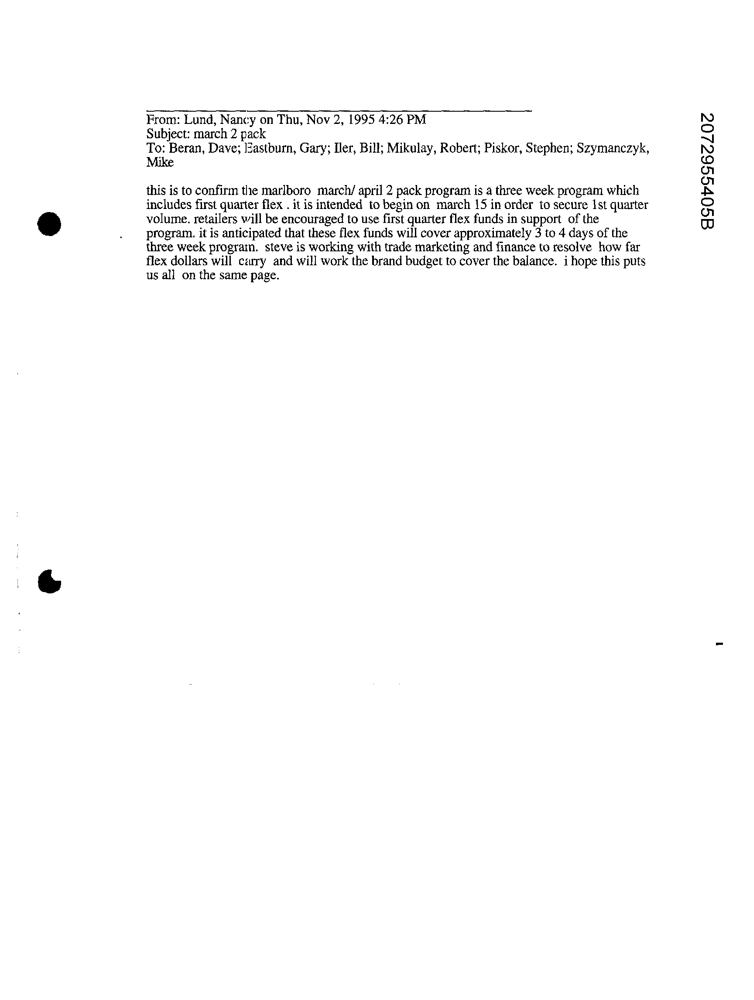 From: Lund, Nancy on Thu, Nov 2, 1995 4:26 PM
Subject: march 2 pack
To: Beran, Dave; Eastburn, Gary; Iler, Bill; Mikulay, Robert; Piskor, Stephen; Szymanczyk,
Mike
this is to confirm the marlboro march/ april 2 pack program is a three week program which
includes first quarter flex . it is intended to begin on march 15 in order to secure 1st quarter
volume. retailers will be encouraged to use first quarter flex funds in support of the
program. it is anticipated that these flex funds will cover approximately 3 to 4 days of the
three week program. steve is working with trade marketing and finance to resolve how far
flex dollars will carry and will work the brand budget to cover the balance. i hope this puts
us all on the same page.
2072955405B